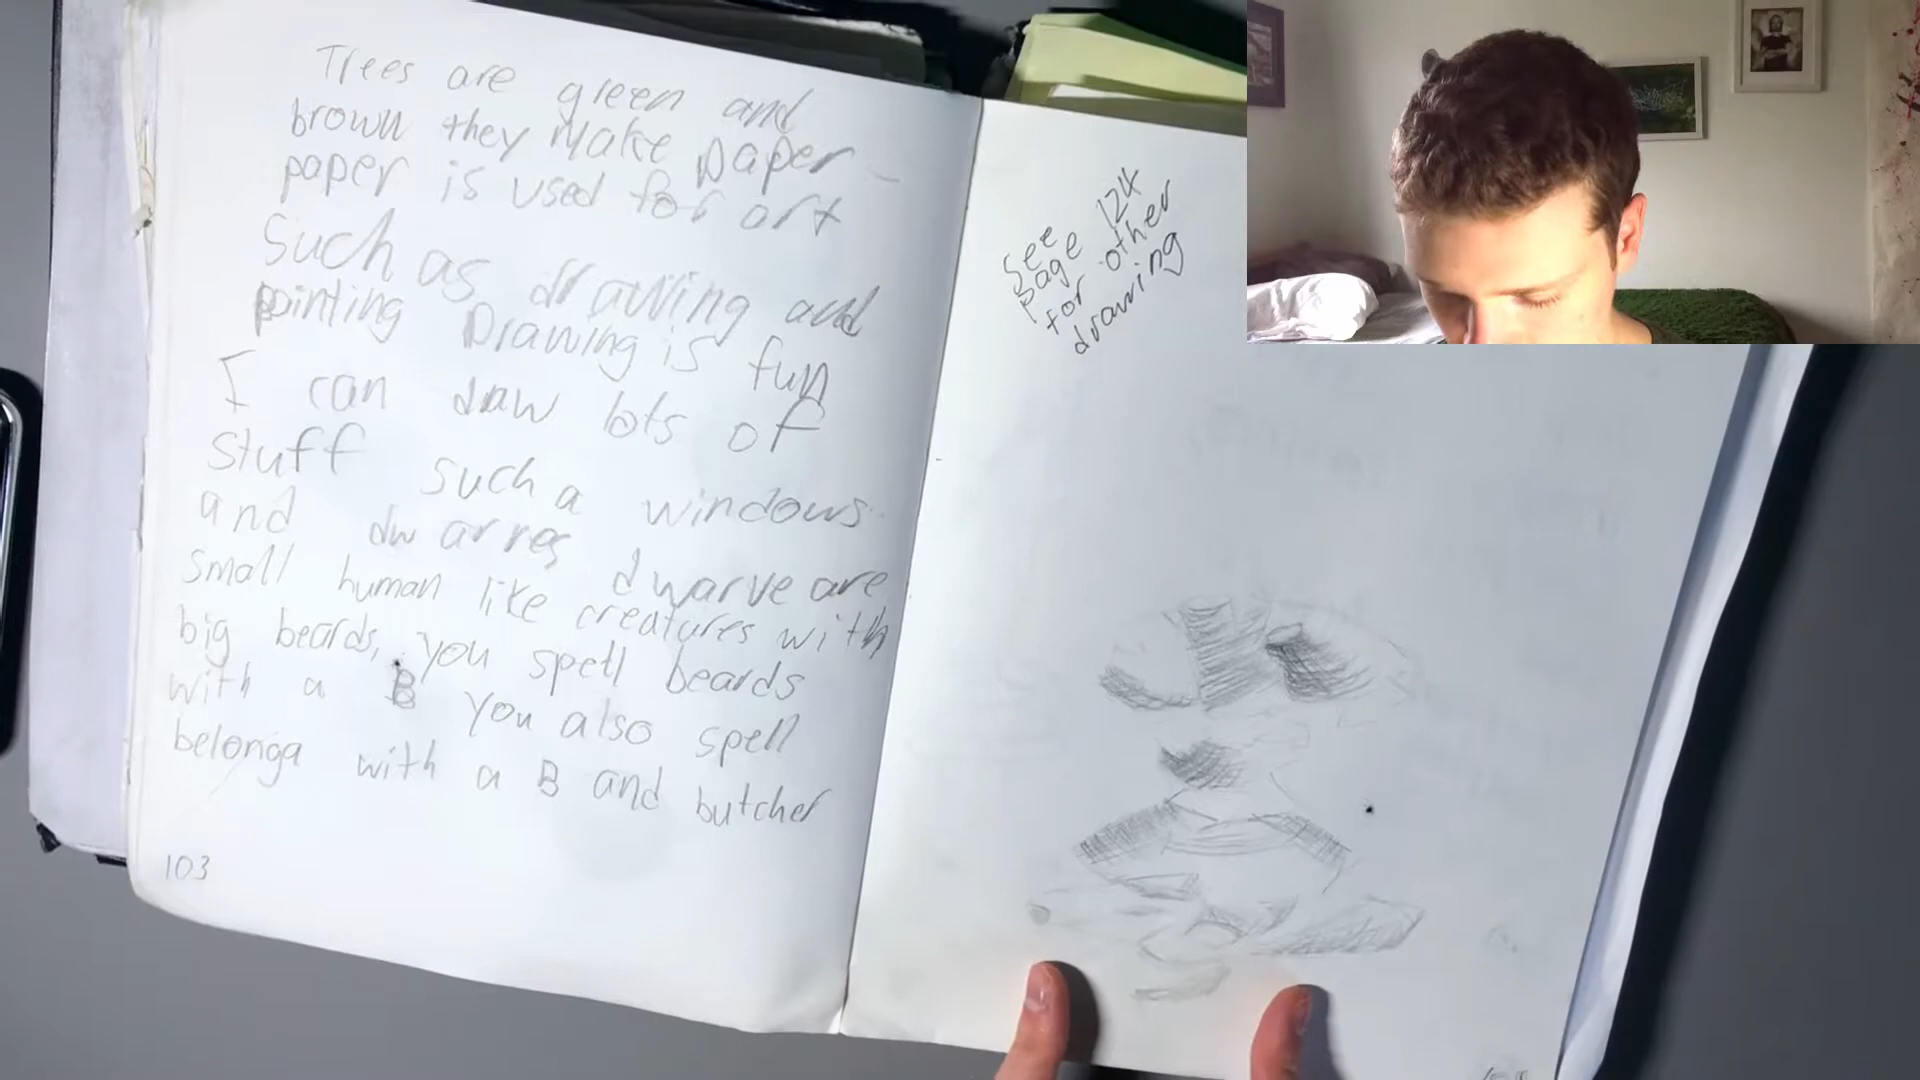 Trees are green and
brown they make paper
paper is used for art
Such as drawing and
painting Drawing is fun
I can draw lots of
stuff such a windows
and dwarres dwarve are
small human like creatures with
big beards, you spell beards
with a B you also spell
belonga with a B and butcher
103
See
page 124
for other
drawing